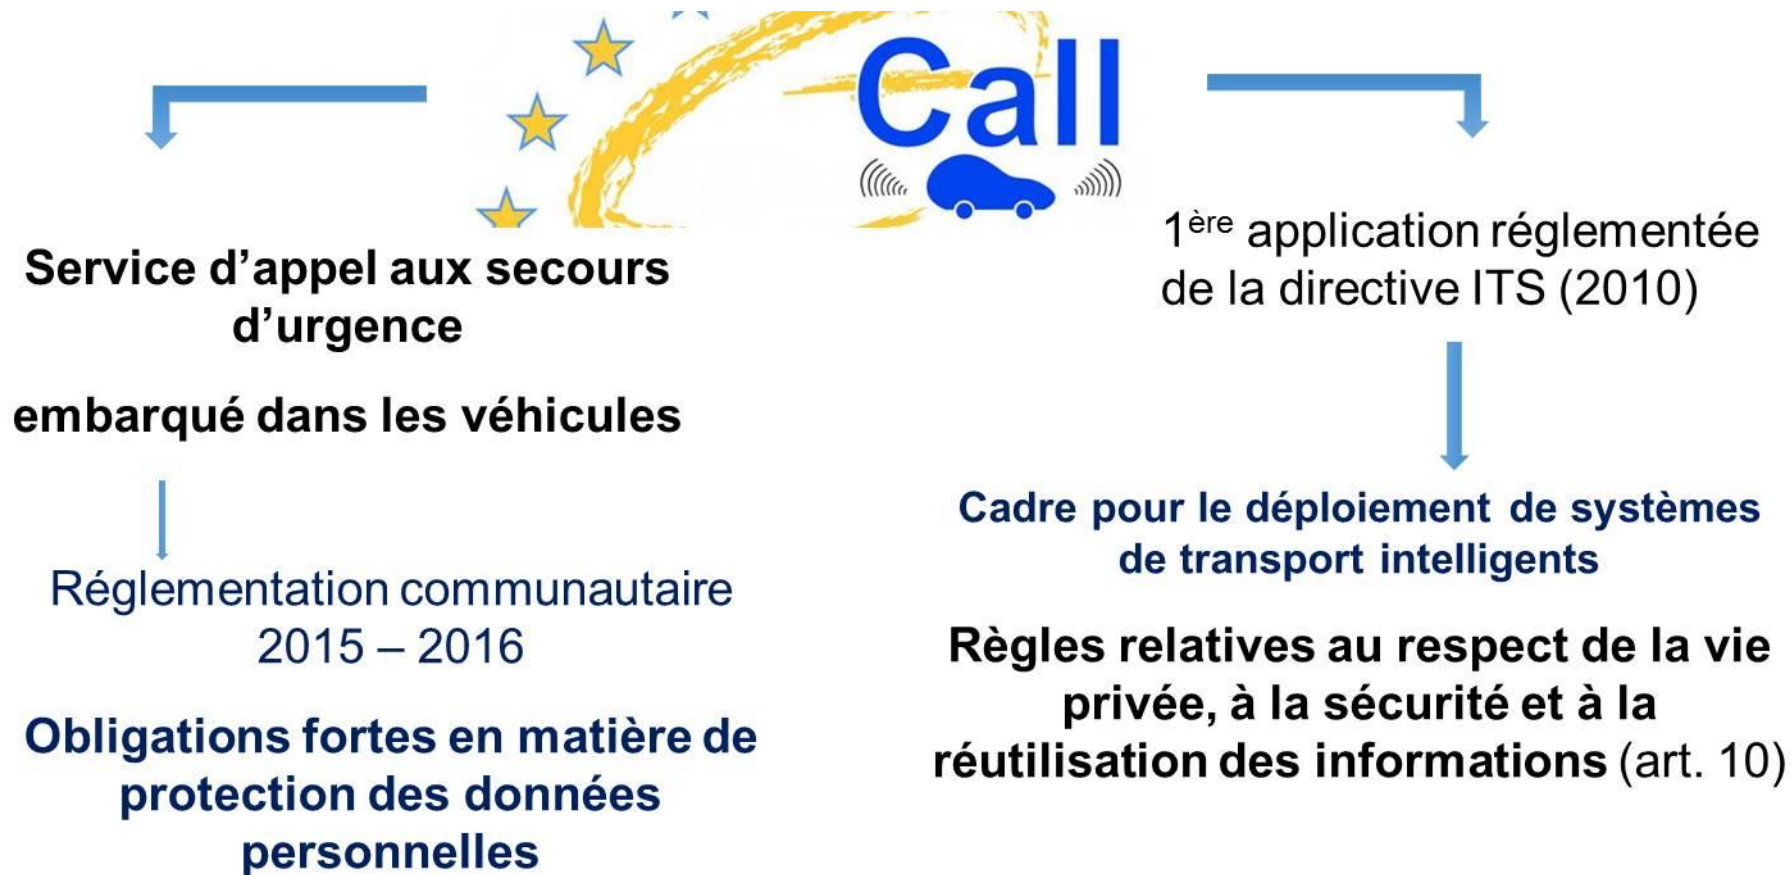 Call
Service d’appel aux secours
d’urgence
embarqué dans les véhicules
Réglementation communautaire
2015 – 2016
Obligations fortes en matière de
protection des données
personnelles
1ère application réglementée
de la directive ITS (2010)
Cadre pour le déploiement de systèmes
de transport intelligents
Règles relatives au respect de la vie
privée, à la sécurité et à la
réutilisation des informations (art. 10)